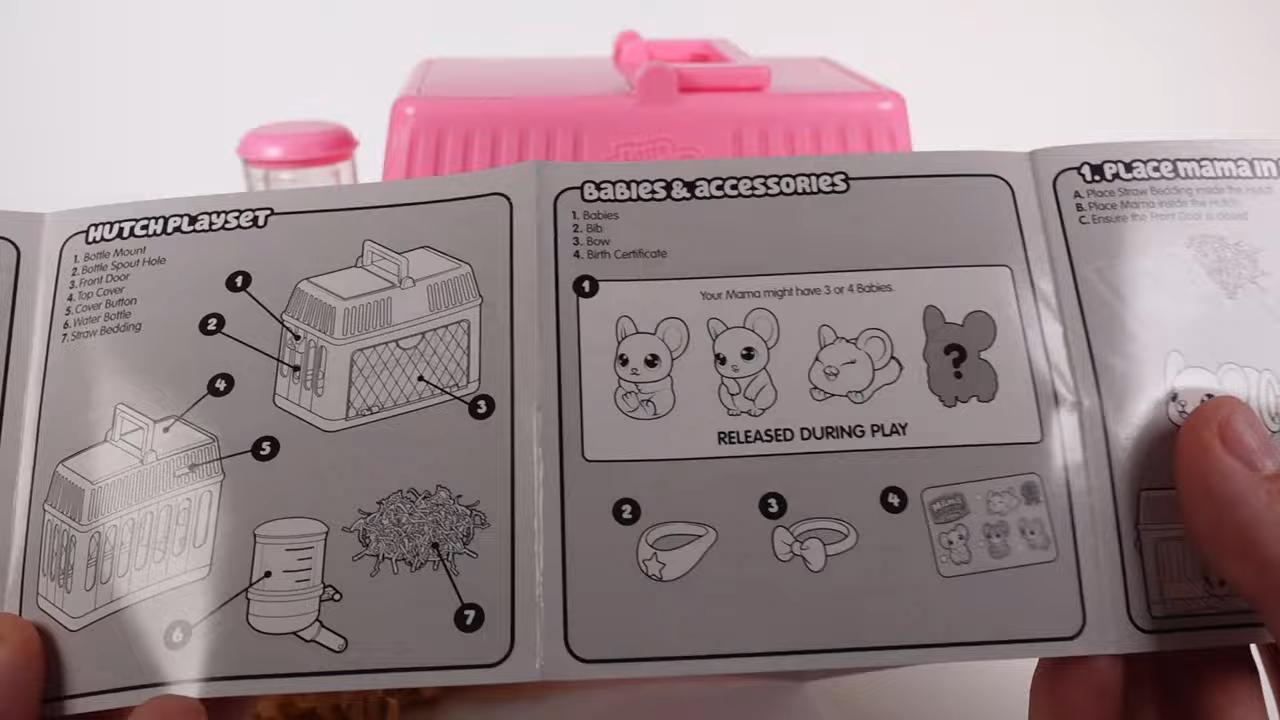 HUTCH PLAYSET
1. Bottle Mount
2. Bottle Spout Hole
3. Front Door
4. Top Cover
5. Cover Button
6. Water Bottle
7. Straw Bedding
1
2
3
4
5
6
7
BABIES & ACCESSORIES
1. Babies
2. Bib
3. Bow
4. Birth Certificate
1
Your Mama might have 3 or 4 Babies.
?
RELEASED DURING PLAY
2
3
4
1. PLACE MAMA IN
A. Place Straw Bedding inside the Hutch
B. Place Mama inside the Hutch
C. Ensure the Front Door is closed